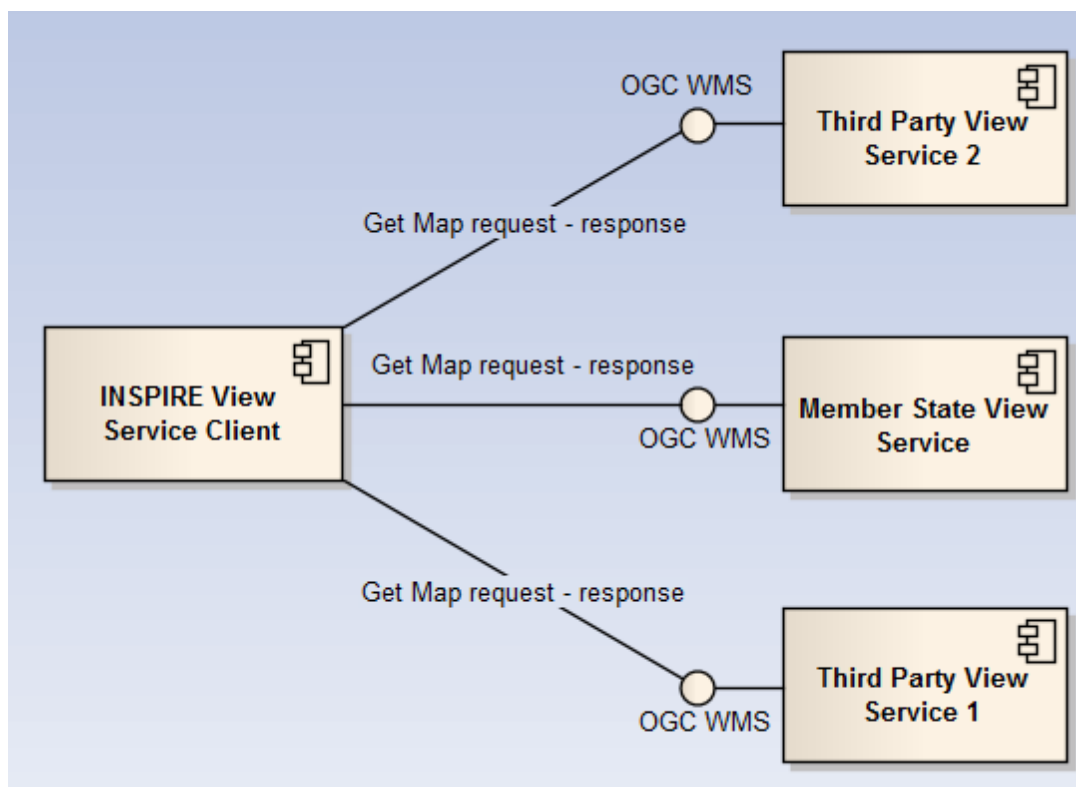 OGC WMS
Third Party View
Service 2
Get Map request - response
INSPIRE View
Service Client
Get Map request - response
OGC WMS
Member State View
Service
Get Map request - response
OGC WMS
Third Party View
Service 1